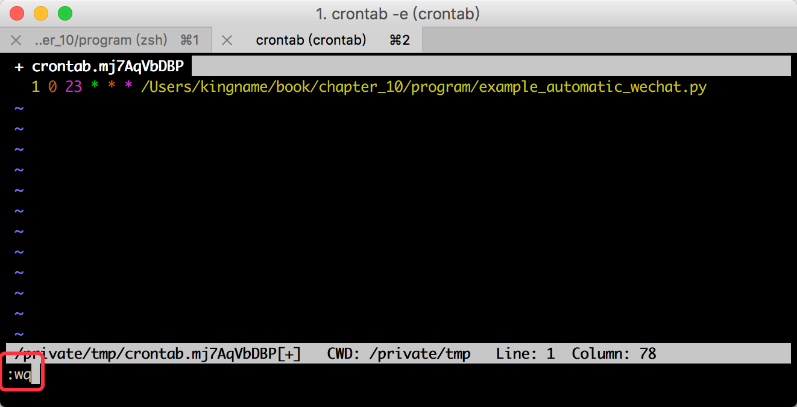 1. crontab -e (crontab)
..er_10/program (zsh) ⌘1 crontab (crontab) ⌘2
+ crontab.mj7AqVbDBP
1 0 23 * * * /Users/kingname/book/chapter_10/program/example_automatic_wechat.py
~
~
~
~
~
~
~
~
~
~
~
~
/private/tmp/crontab.mj7AqVbDBP[+] CWD: /private/tmp Line: 1 Column: 78
:wq